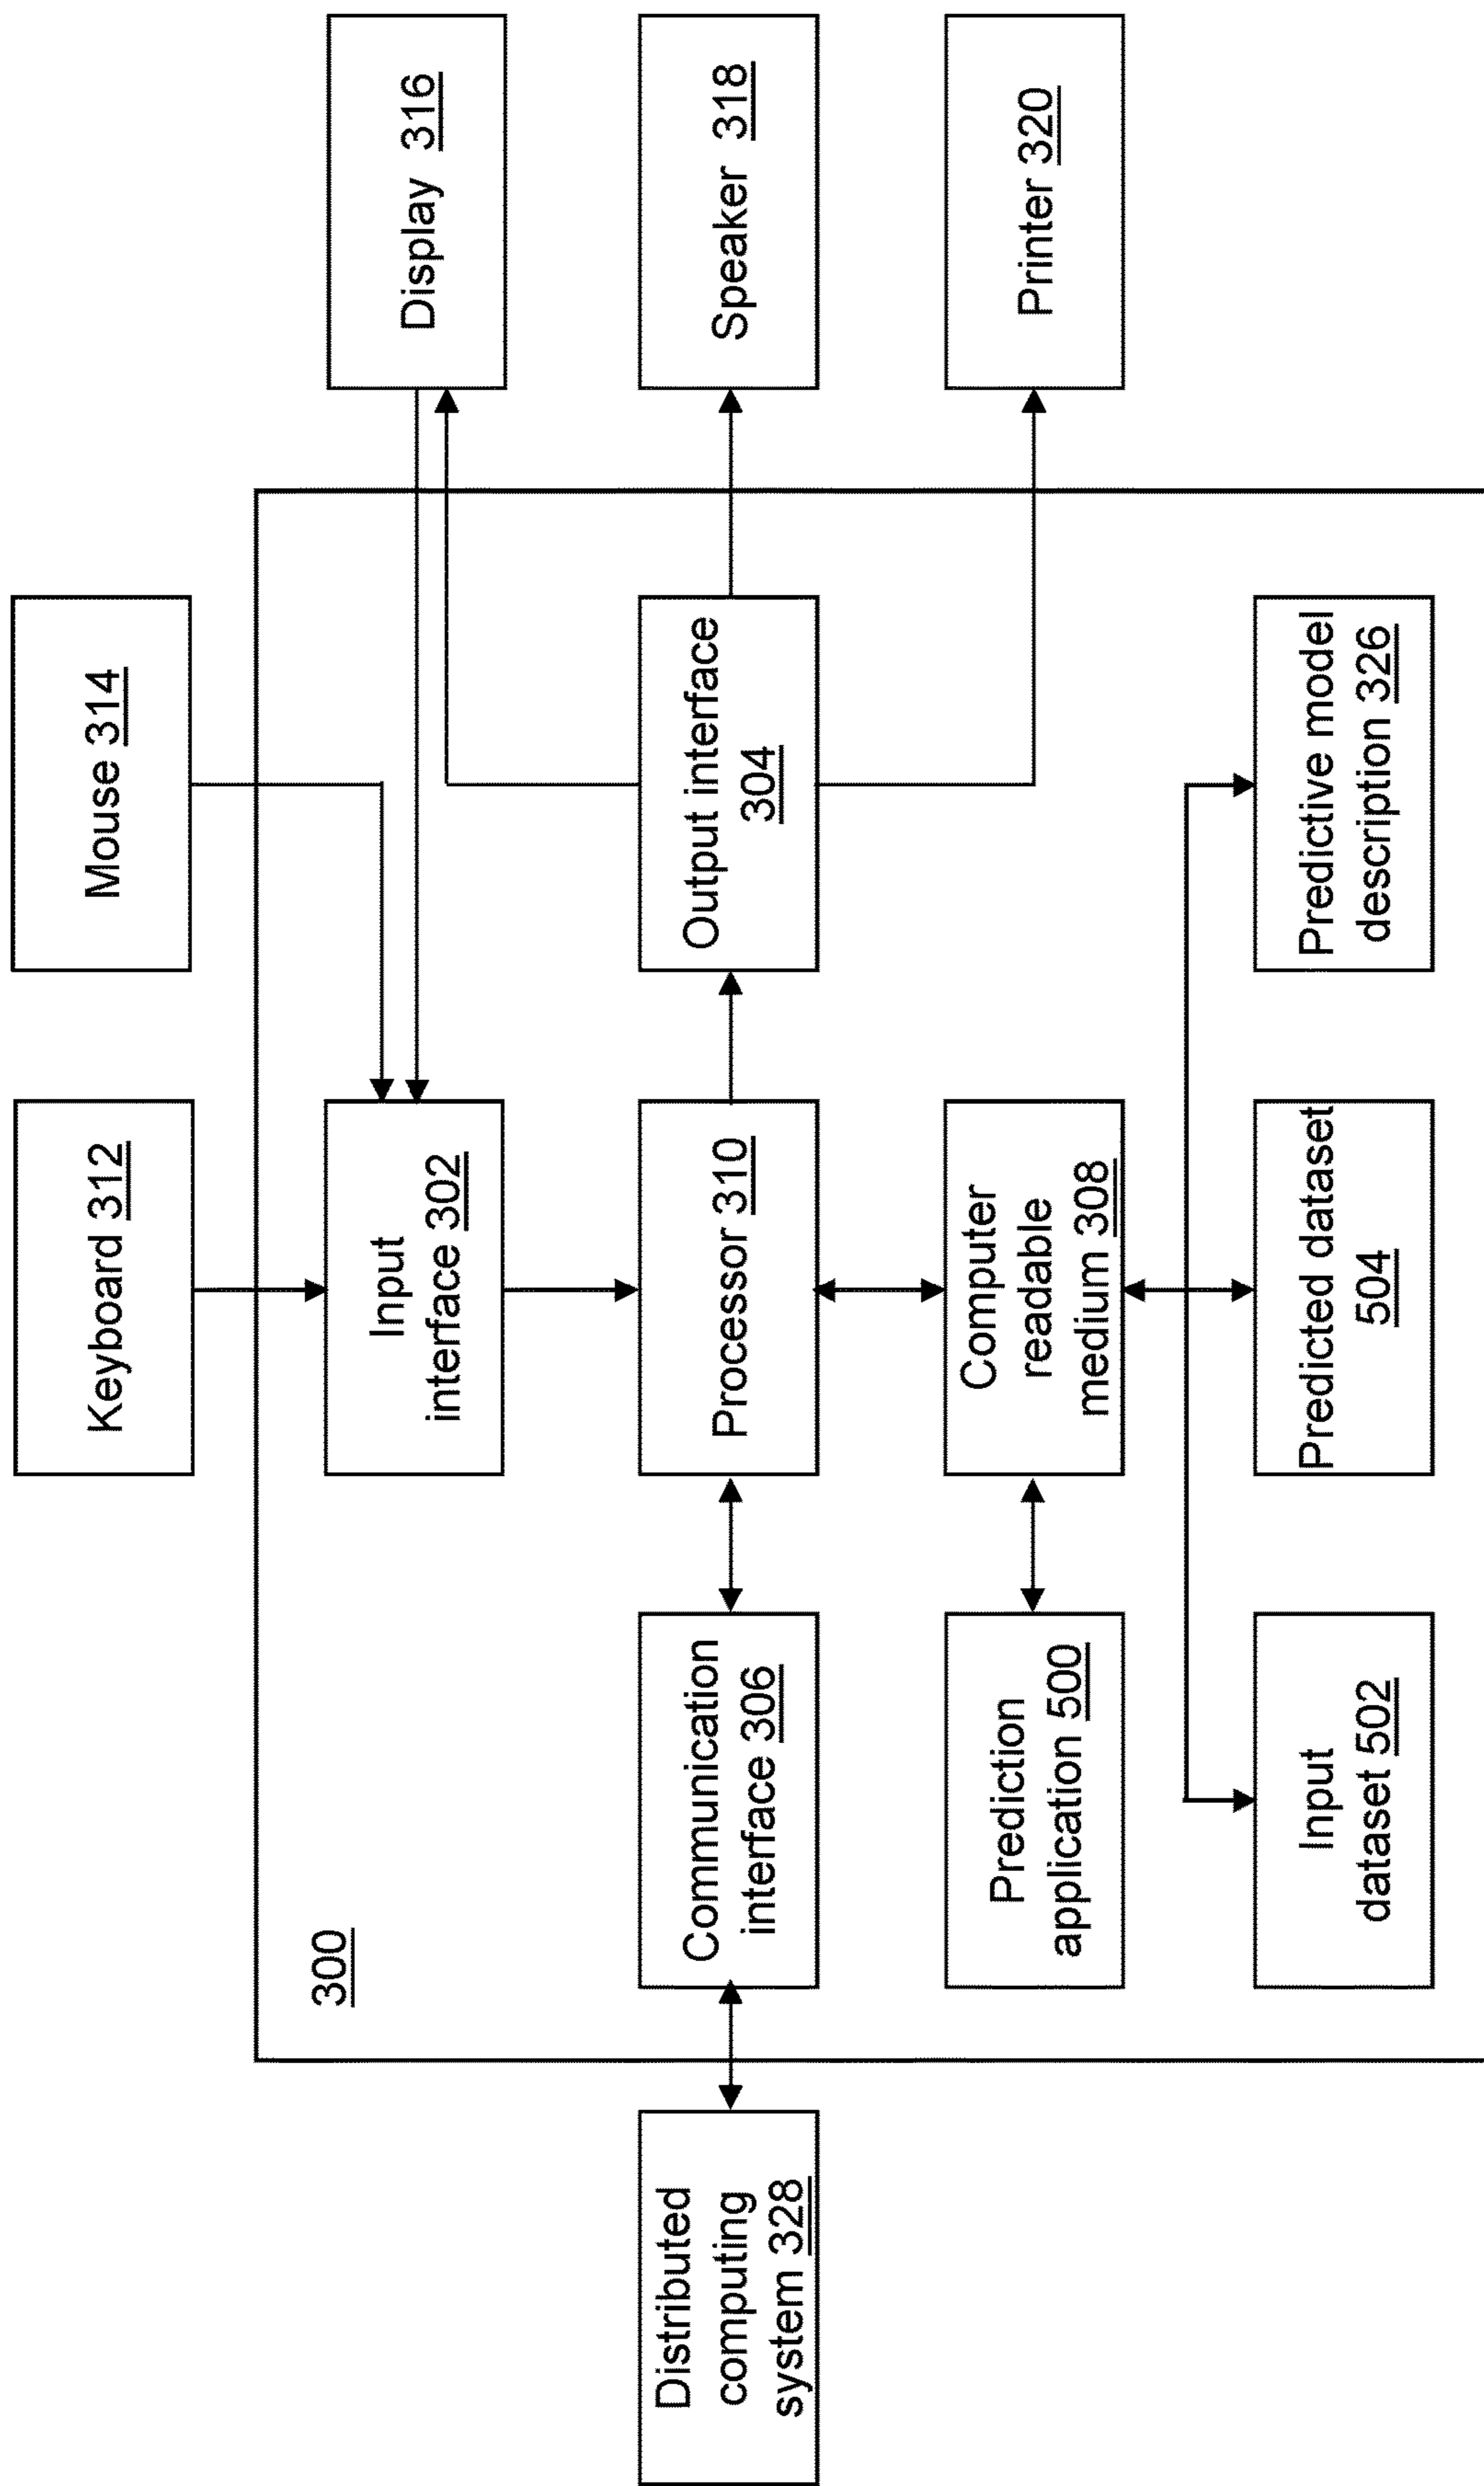 Keyboard 312
Mouse 314
300
Input
interface 302
Display 316
Distributed
computing
system 328
Communication
interface 306
Processor 310
Output interface
304
Speaker 318
Prediction
application 500
Computer
readable
medium 308
Printer 320
Input
dataset 502
Predicted dataset
504
Predictive model
description 326